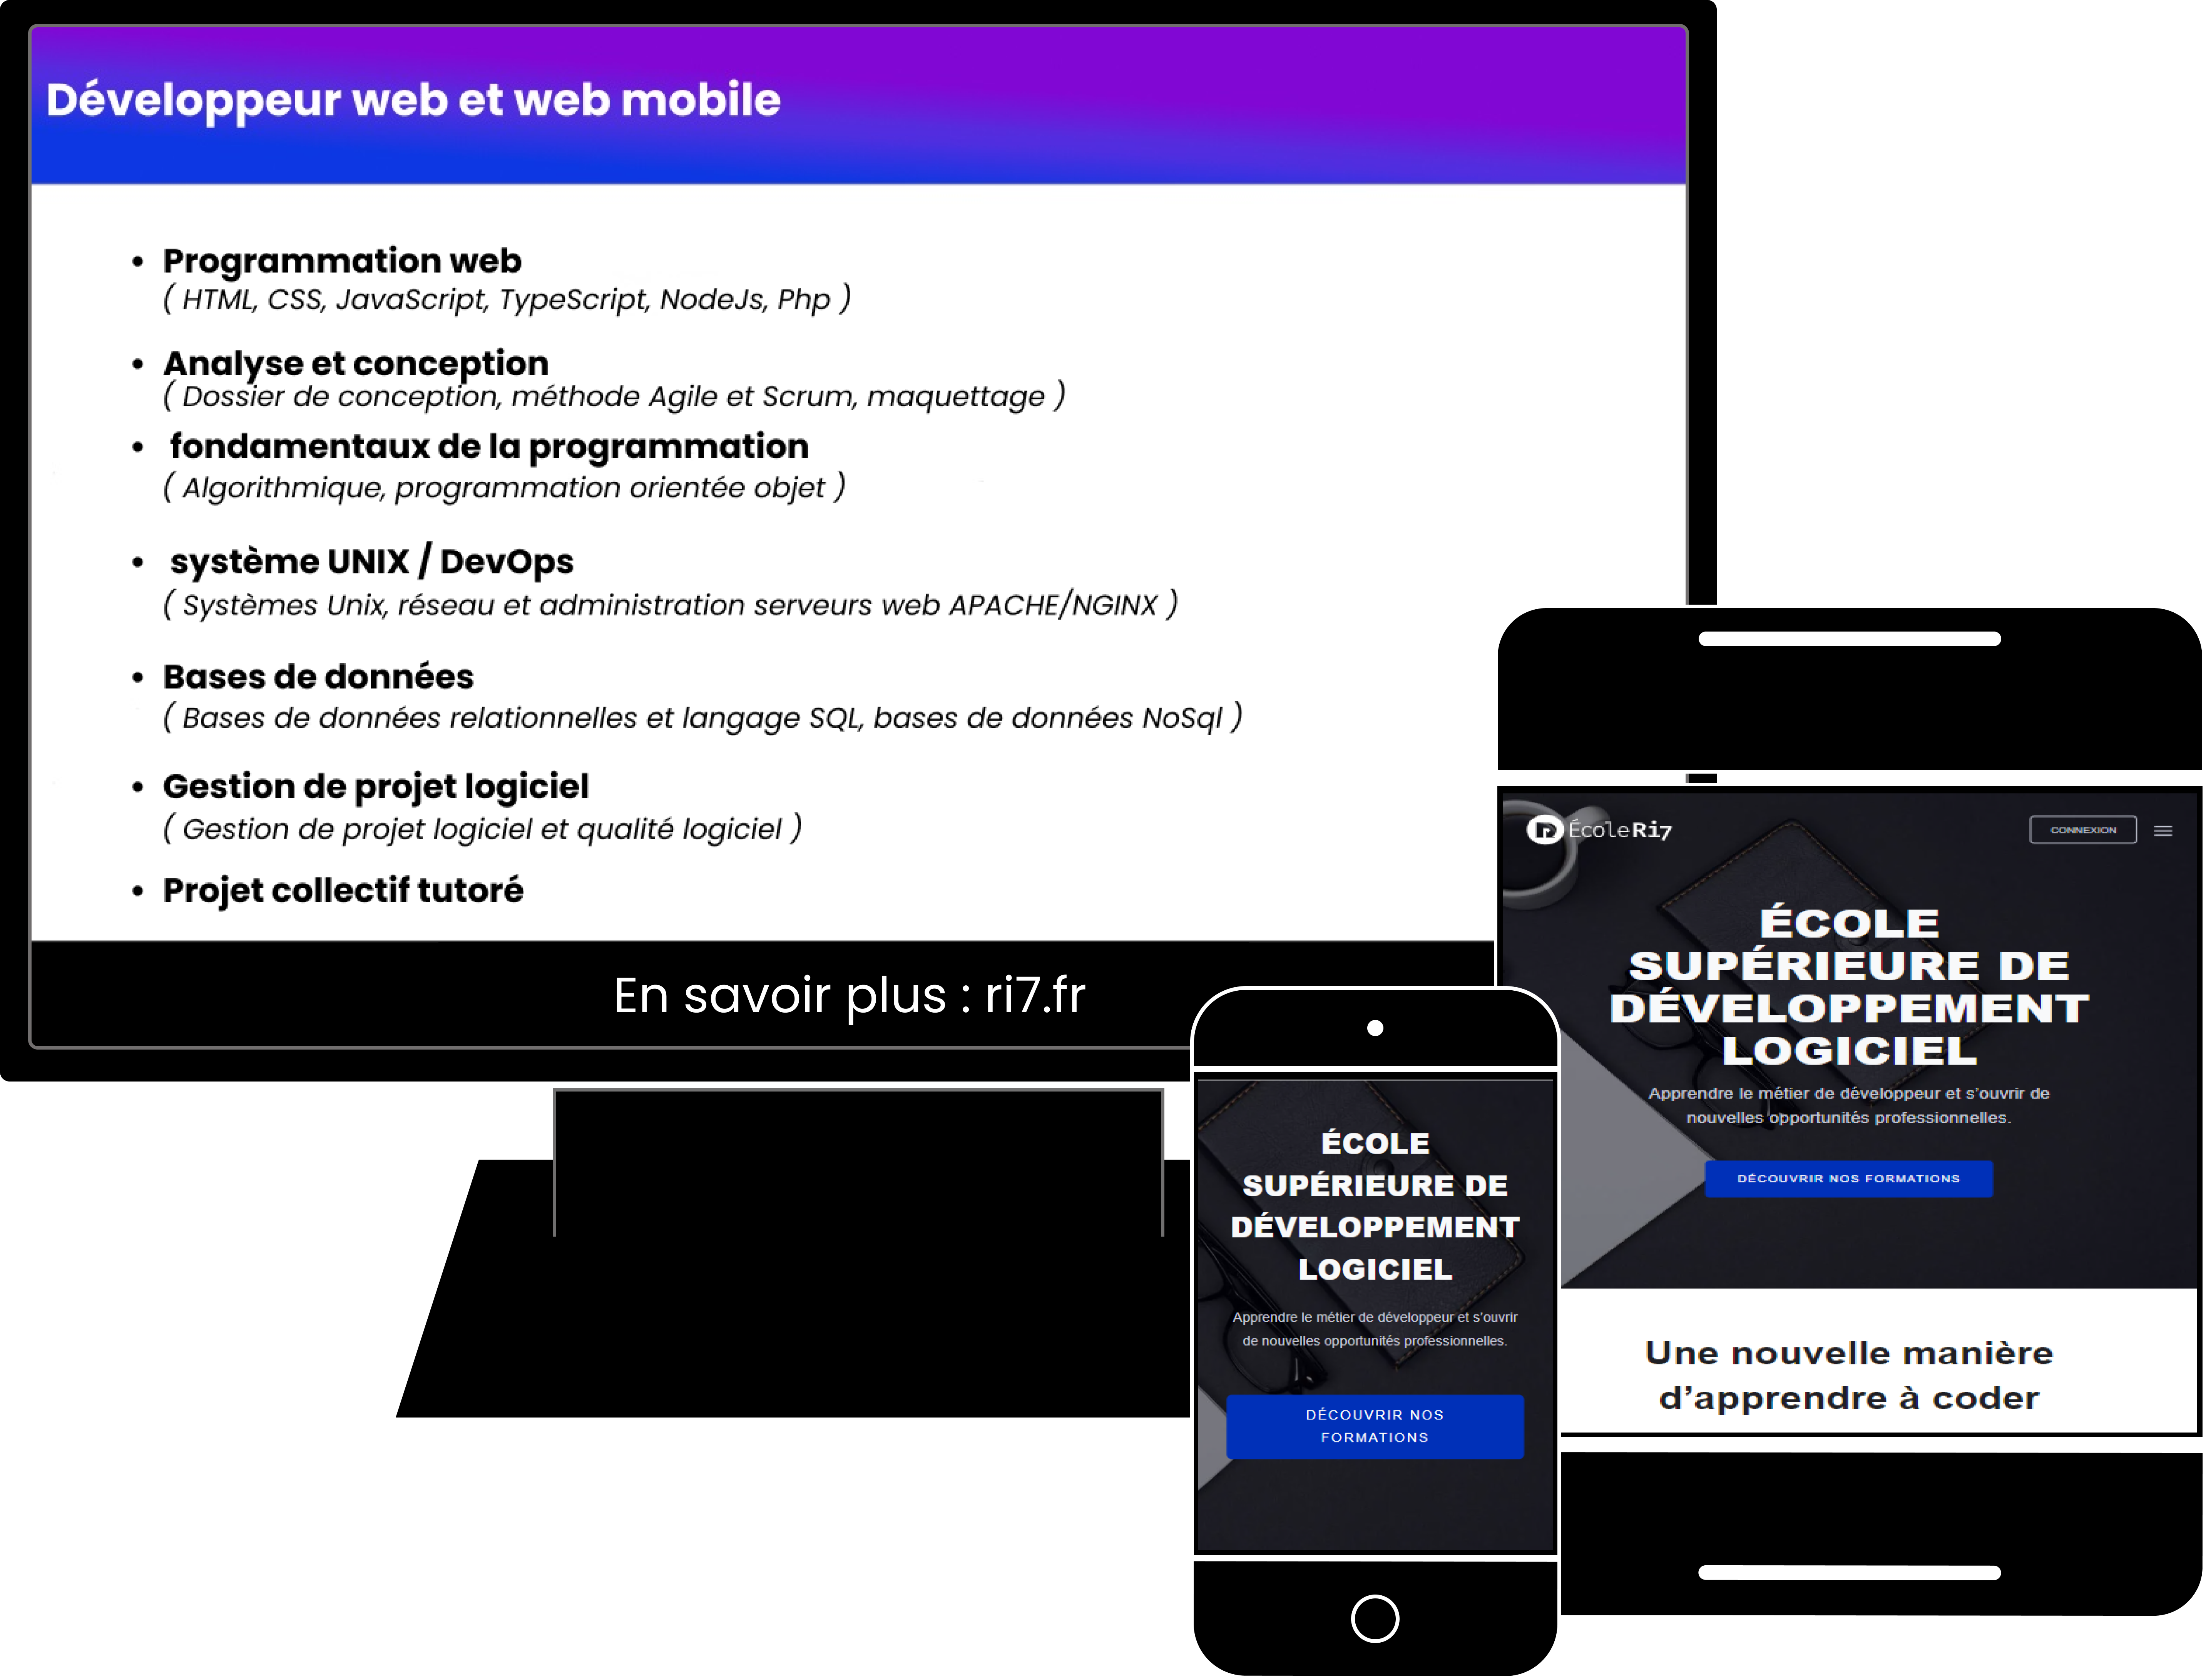 Développeur web et web mobile
• Programmation web
( HTML, CSS, JavaScript, TypeScript, NodeJs, Php )
• Analyse et conception
( Dossier de conception, méthode Agile et Scrum, maquettage )
• fondamentaux de la programmation
( Algorithmique, programmation orientée objet )
• système UNIX / DevOps
( Systèmes Unix, réseau et administration serveurs web APACHE/NGINX )
• Bases de données
( Bases de données relationnelles et langage SQL, bases de données NoSql )
• Gestion de projet logiciel
( Gestion de projet logiciel et qualité logiciel )
• Projet collectif tutoré
En savoir plus : ri7.fr
ÉcoleRi7
CONNEXION
ÉCOLE
SUPÉRIEURE DE
DÉVELOPPEMENT
LOGICIEL
Apprendre le métier de développeur et s'ouvrir de
nouvelles opportunités professionnelles.
DÉCOUVRIR NOS FORMATIONS
Une nouvelle manière
d'apprendre à coder
ÉCOLE
SUPÉRIEURE DE
DÉVELOPPEMENT
LOGICIEL
Apprendre le métier de développeur et s'ouvrir
de nouvelles opportunités professionnelles.
DÉCOUVRIR NOS
FORMATIONS